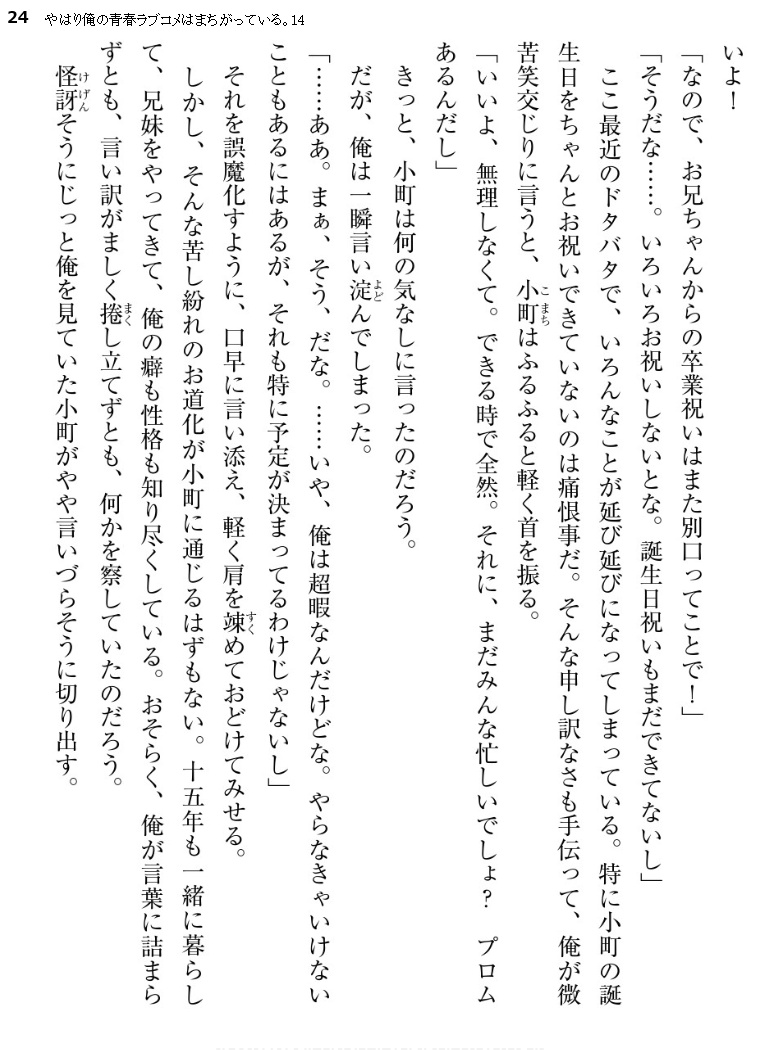 24 やはり俺の青春ラブコメはまちがっている。14
いよ！
「なので、お兄ちゃんからの卒業祝いはまた別口ってことで！」
「そうだな……。いろいろお祝いしないとな。誕生日祝いもまだできてないし」
ここ最近のドタバタで、いろんなことが延び延びになってしまっている。特に小町の誕
生日をちゃんとお祝いできていないのは痛恨事だ。そんな申し訳なさも手伝って、俺が微
苦笑交じりに言うと、小町はふるふると軽く首を振る。
「いいよ、無理しなくて。できる時で全然。それに、まだみんな忙しいでしょ？　プロム
あるんだし」
きっと、小町は何の気なしに言ったのだろう。
だが、俺は一瞬言い淀んでしまった。
「……ああ。まぁ、そう、だな。……いや、俺は超暇なんだけどな。やらなきゃいけない
こともあるにはあるが、それも特に予定が決まってるわけじゃないし」
それを誤魔化すように、口早に言い添え、軽く肩を竦めておどけてみせる。
しかし、そんな苦し紛れのお道化が小町に通じるはずもない。十五年も一緒に暮らし
て、兄妹をやってきて、俺の癖も性格も知り尽くしている。おそらく、俺が言葉に詰まら
ずとも、言い訳がましく捲し立てずとも、何かを察していたのだろう。
怪訝そうにじっと俺を見ていた小町がやや言いづらそうに切り出す。